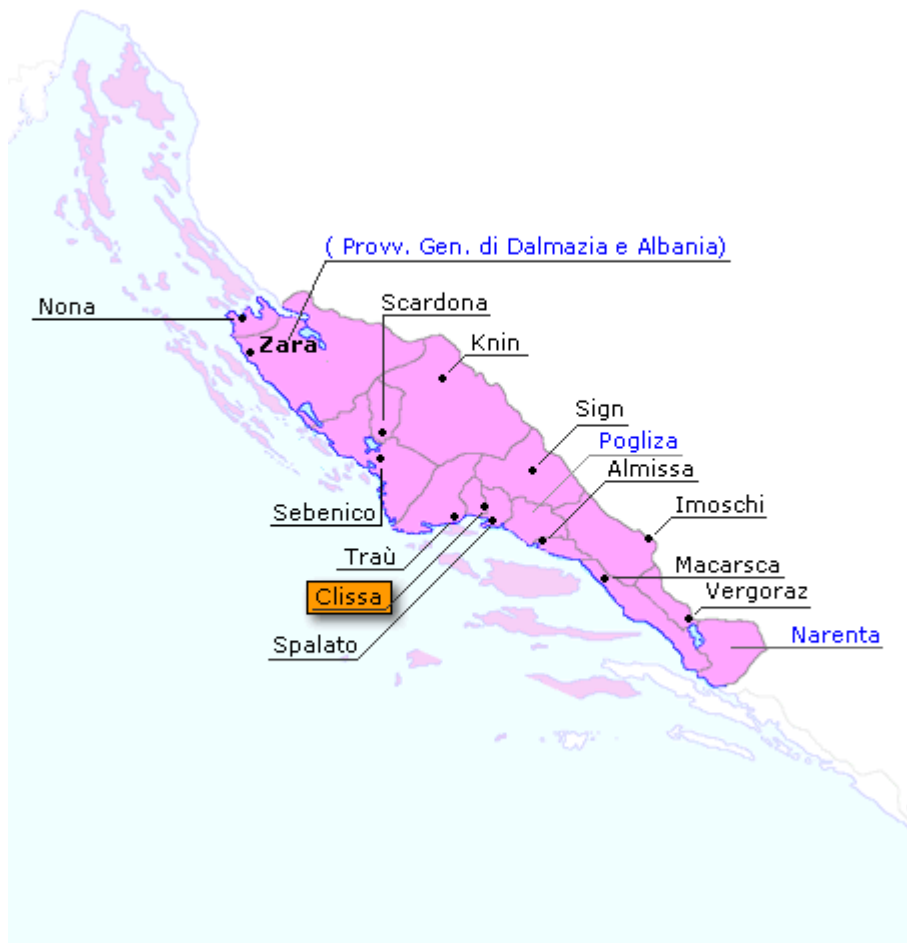 ( Provv. Gen. di Dalmazia e Albania)
Nona
Scardona
Zara
Knin
Sign
Pogliza
Almissa
Sebenico
Imoschi
Traù
Macarsca
Clissa
Vergoraz
Spalato
Narenta